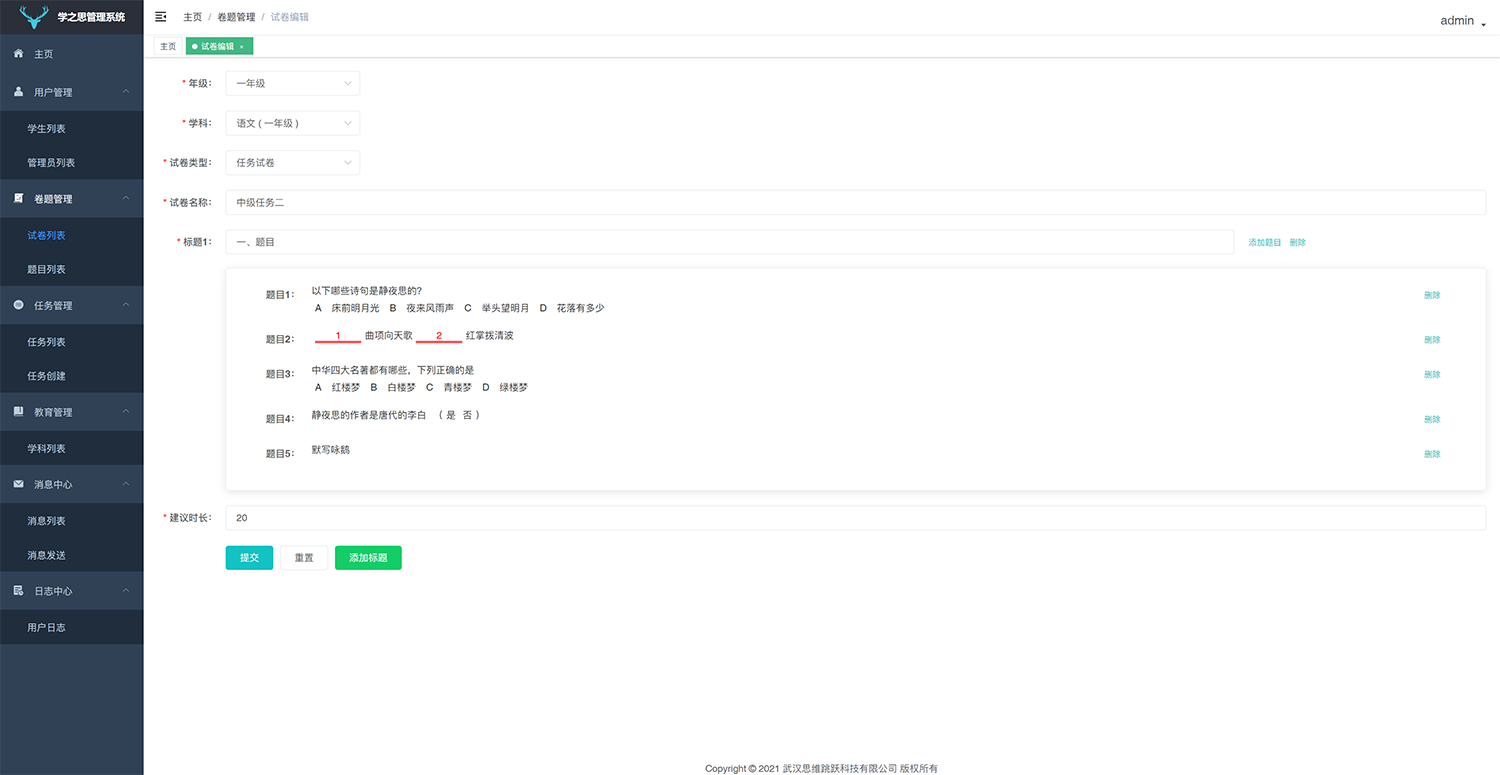 学之思管理系统
主页
用户管理
学生列表
管理员列表
卷题管理
试卷列表
题目列表
任务管理
任务列表
任务创建
教育管理
学科列表
消息中心
消息列表
消息发送
日志中心
用户日志
主页 / 卷题管理 / 试卷编辑
admin
主页 试卷编辑 ×
* 年级： 一年级
* 学科： 语文 ( 一年级 )
* 试卷类型： 任务试卷
* 试卷名称： 中级任务二
* 标题1： 一、题目 添加题目 删除
题目1： 以下哪些诗句是静夜思的? 删除
A 床前明月光 B 夜来风雨声 C 举头望明月 D 花落有多少
题目2： 1 曲项向天歌 2 红掌拨清波 删除
题目3： 中华四大名著都有哪些，下列正确的是 删除
A 红楼梦 B 白楼梦 C 青楼梦 D 绿楼梦
题目4： 静夜思的作者是唐代的李白 （ 是 否 ） 删除
题目5： 默写咏鹅 删除
* 建议时长： 20
提交 重置 添加标题
Copyright © 2021 武汉思维跳跃科技有限公司 版权所有